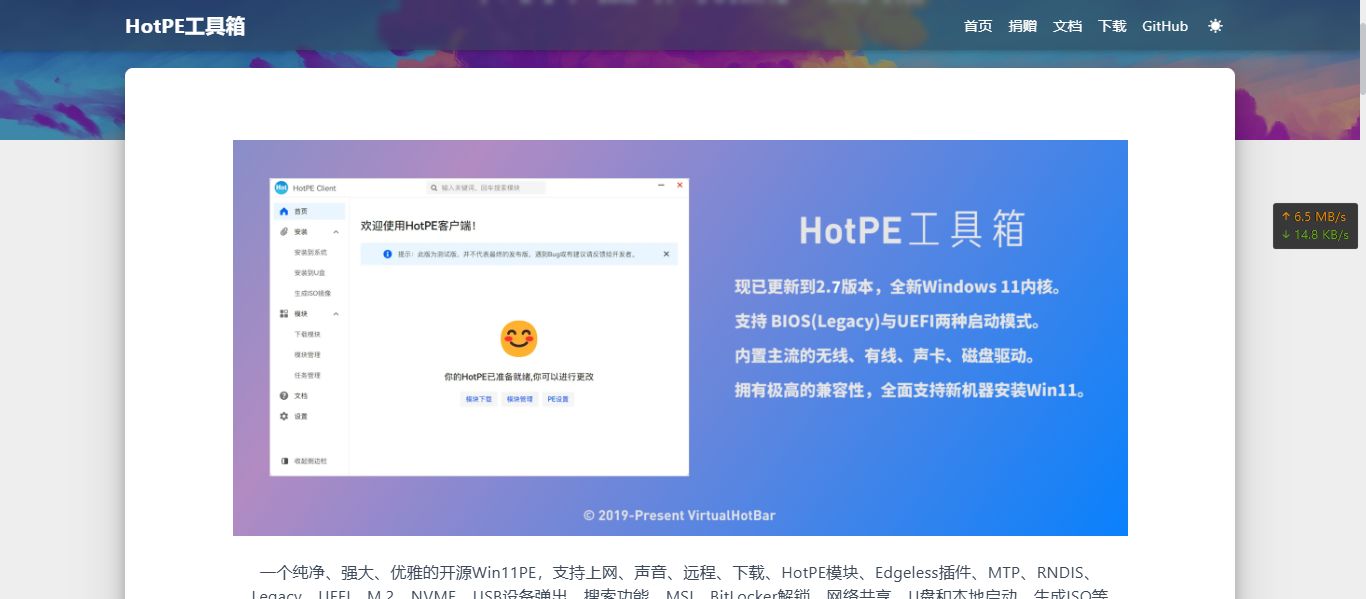 HotPE工具箱
首页 捐赠 文档 下载 GitHub
↑ 6.5 MB/s
↓ 14.8 KB/s
HotPE Client
输入关键词，回车搜索模块
首页
安装
安装到系统
安装到U盘
生成ISO镜像
模块
下载模块
模块管理
任务管理
文档
设置
收起侧边栏
欢迎使用HotPE客户端！
提示：此版为测试版，并不代表最终的发布版，遇到Bug或有建议请反馈给开发者。
你的HotPE已准备就绪,你可以进行更改
模块下载 模块管理 PE设置
HotPE工具箱
现已更新到2.7版本，全新Windows 11内核。
支持 BIOS(Legacy)与UEFI两种启动模式。
内置主流的无线、有线、声卡、磁盘驱动。
拥有极高的兼容性，全面支持新机器安装Win11。
© 2019-Present VirtualHotBar
一个纯净、强大、优雅的开源Win11PE，支持上网、声音、远程、下载、HotPE模块、Edgeless插件、MTP、RNDIS、
Legacy、UEFI、M.2、NVME、USB设备弹出、搜索功能、MSI、BitLocker解锁、网络共享、U盘和本地启动、生成ISO等